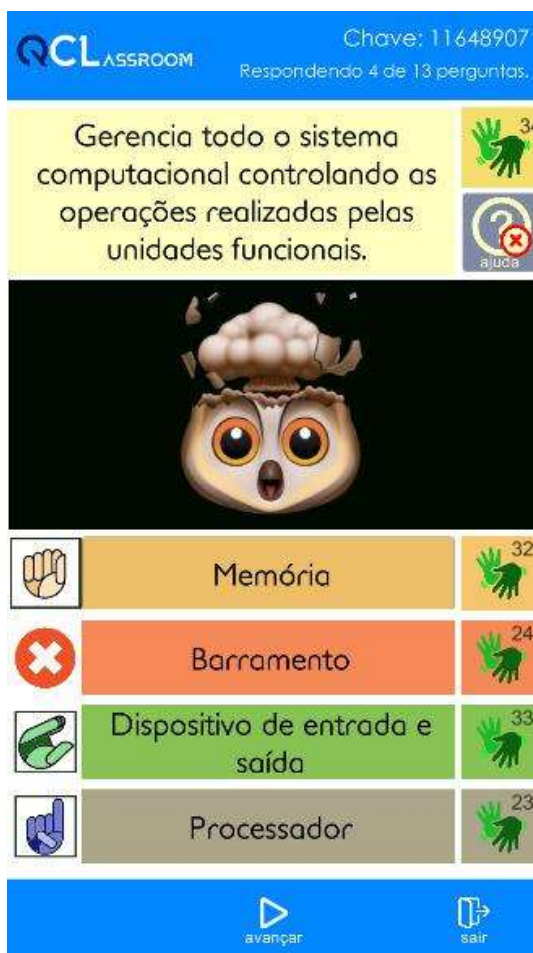 QCLASSROOM
Chave: 11648907
Respondendo 4 de 13 perguntas.
Gerencia todo o sistema
computacional controlando as
operações realizadas pelas
unidades funcionais.
34
?
ajuda
Memória
32
Barramento
24
Dispositivo de entrada e
saída
33
Processador
23
avançar
sair